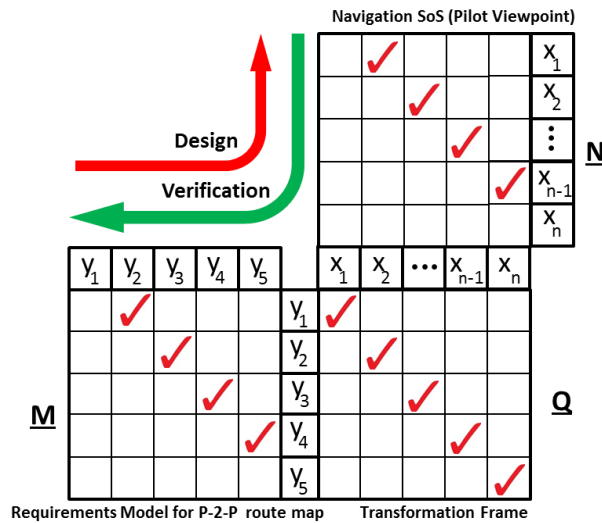 Navigation SoS (Pilot Viewpoint)
x1
x2
⋮
xn-1
xn
N
Design
Verification
y1 y2 y3 y4 y5
x1 x2 ••• xn-1 xn
y1
y2
y3
y4
y5
M
Q
Requirements Model for P-2-P route map
Transformation Frame